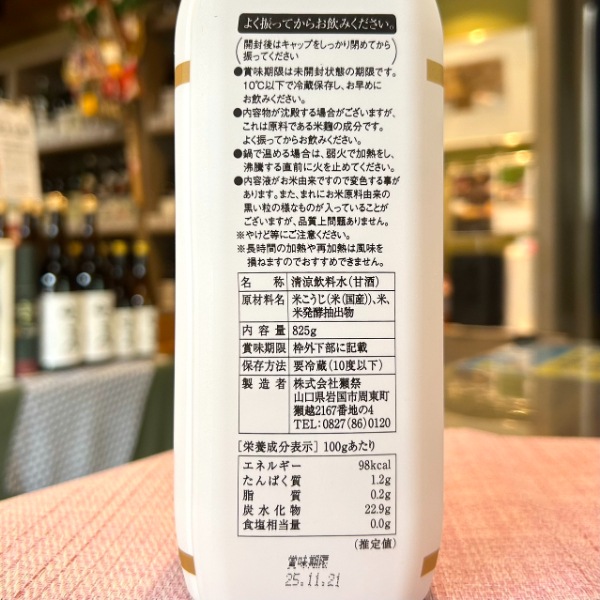 よく振ってからお飲みください。
(開封後はキャップをしっかり閉めてから
振ってください)
●賞味期限は未開封状態の期限です。
10℃以下で冷蔵保存し、お早めに
お飲みください。
●内容物が沈殿する場合がございますが、
これは原料である米麹の成分です。
よく振ってからお飲みください。
●鍋で温める場合は、弱火で加熱をし、
沸騰する直前に火を止めてください。
●内容液がお米由来ですので変色する事が
あります。また、まれにお米原料由来の
黒い粒の様なものが入っていることが
ございますが、品質上問題ありません。
※やけど等にご注意ください。
※長時間の加熱や再加熱は風味を
損ねますのでおすすめできません。
名称 清涼飲料水(甘酒)
原材料名 米こうじ(米(国産))、米、
米発酵抽出物
内容量 825g
賞味期限 枠外下部に記載
保存方法 要冷蔵(10度以下)
製造者 株式会社獺祭
山口県岩国市周東町
獺越2167番地の4
TEL:0827(86)0120
[栄養成分表示] 100gあたり
エネルギー 98kcal
たんぱく質 1.2g
脂質 0.2g
炭水化物 22.9g
食塩相当量 0.0g
(推定値)
賞味期限
25.11.21